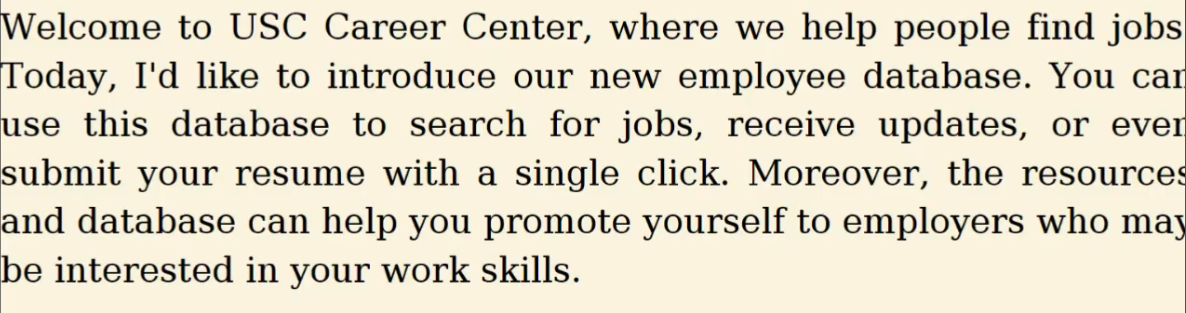 Welcome to USC Career Center, where we help people find jobs
Today, I'd like to introduce our new employee database. You can
use this database to search for jobs, receive updates, or even
submit your resume with a single click. Moreover, the resources
and database can help you promote yourself to employers who may
be interested in your work skills.